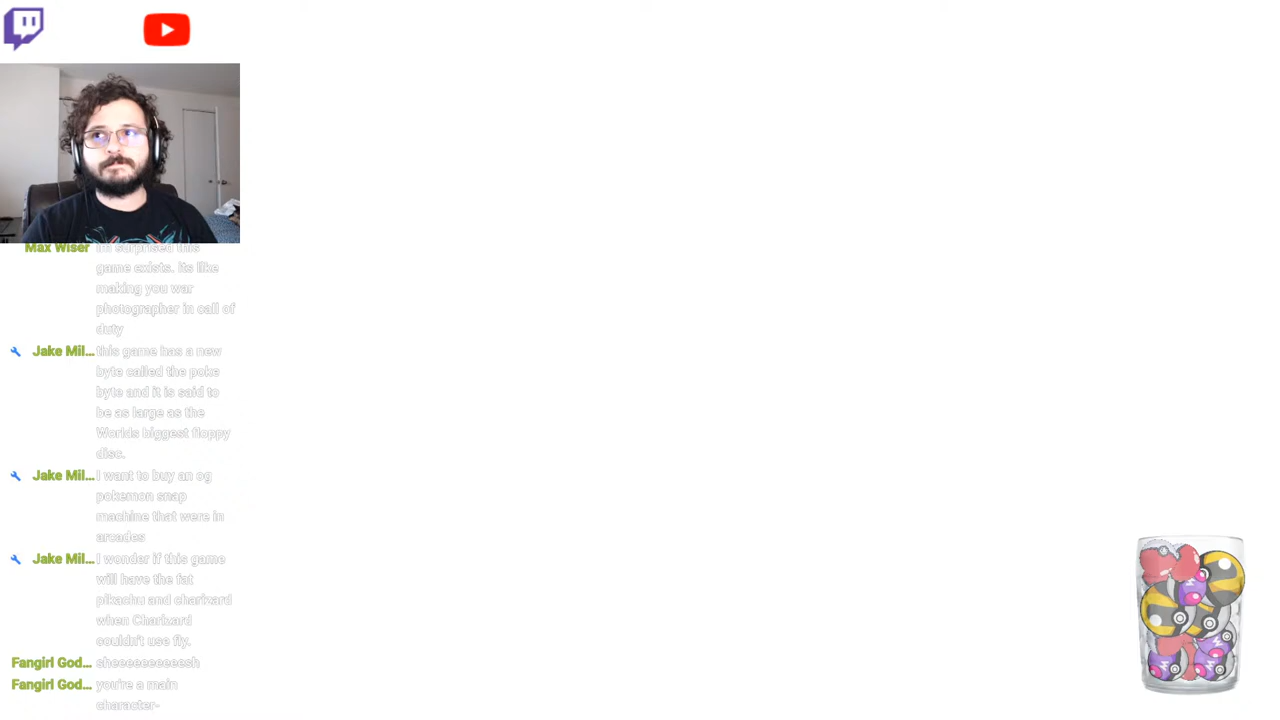 Max Wiser Im surprised this
game exists. its like
making you war
photographer in call of
duty
Jake Mil... this game has a new
byte called the poke
byte and it is said to
be as large as the
Worlds biggest floppy
disc.
Jake Mil... I want to buy an og
pokemon snap
machine that were in
arcades
Jake Mil... I wonder if this game
will have the fat
pikachu and charizard
when Charizard
couldn't use fly.
Fangirl God... sheeeeeeeeeesh
Fangirl God... you're a main
character-